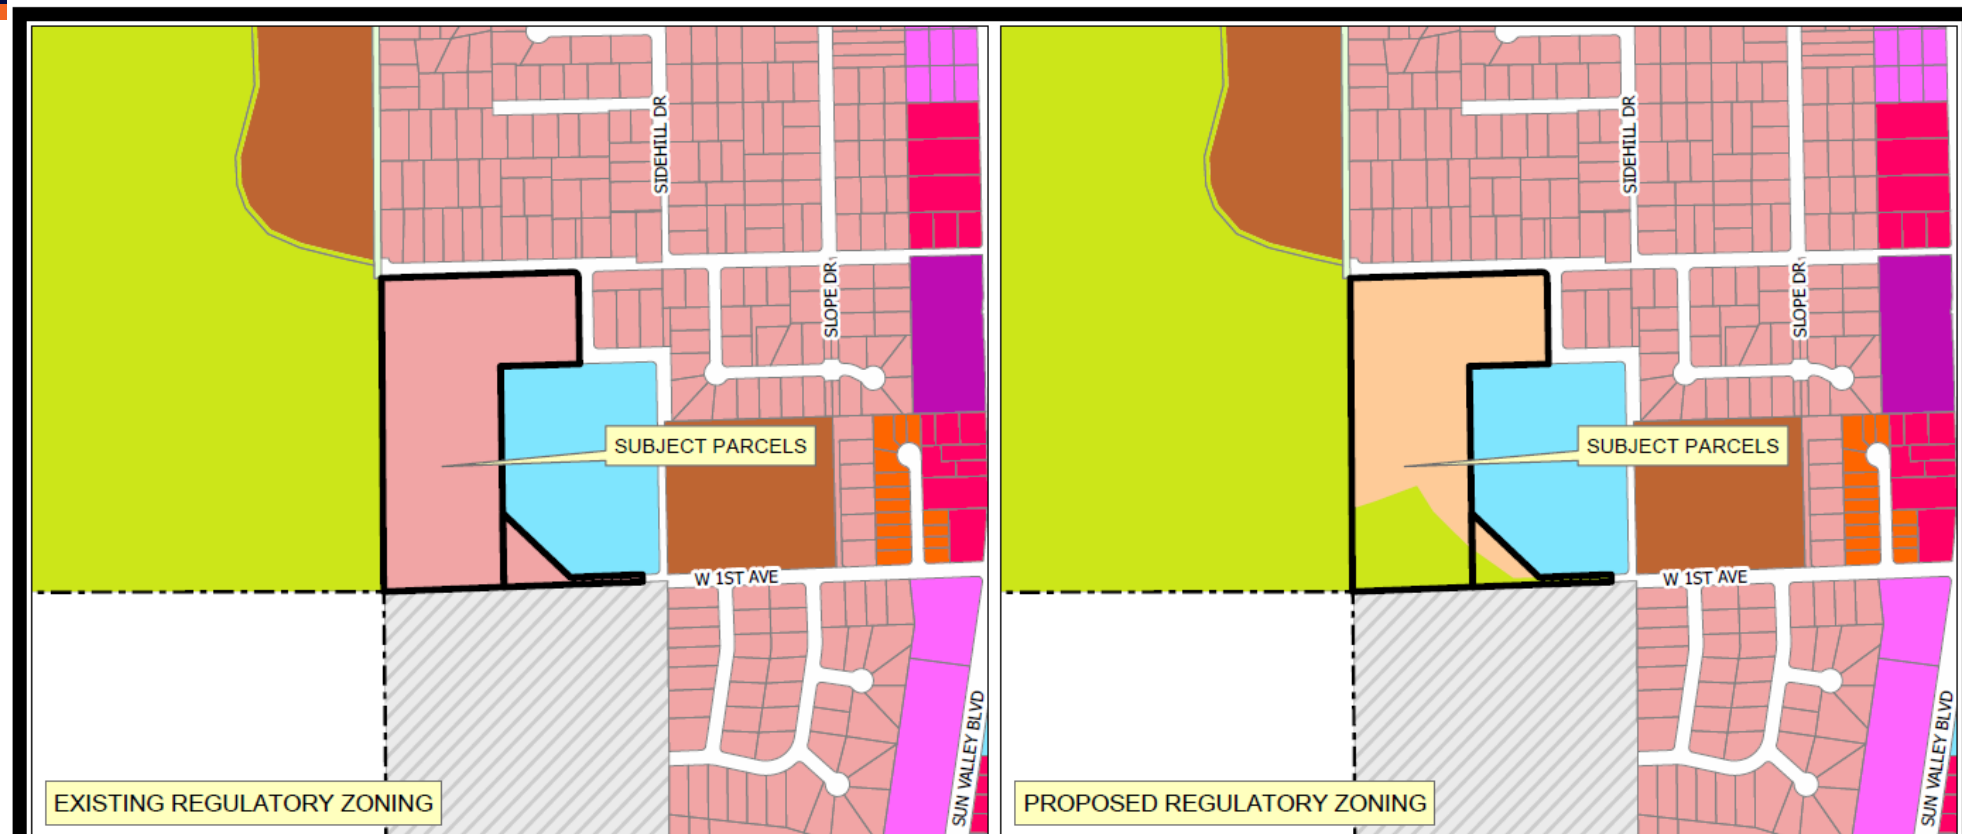 SIDEHILL DR
SLOPE DR
SUBJECT PARCELS
W 1ST AVE
SUN VALLEY BLVD
EXISTING REGULATORY ZONING
SIDEHILL DR
SLOPE DR
SUBJECT PARCELS
W 1ST AVE
SUN VALLEY BLVD
PROPOSED REGULATORY ZONING